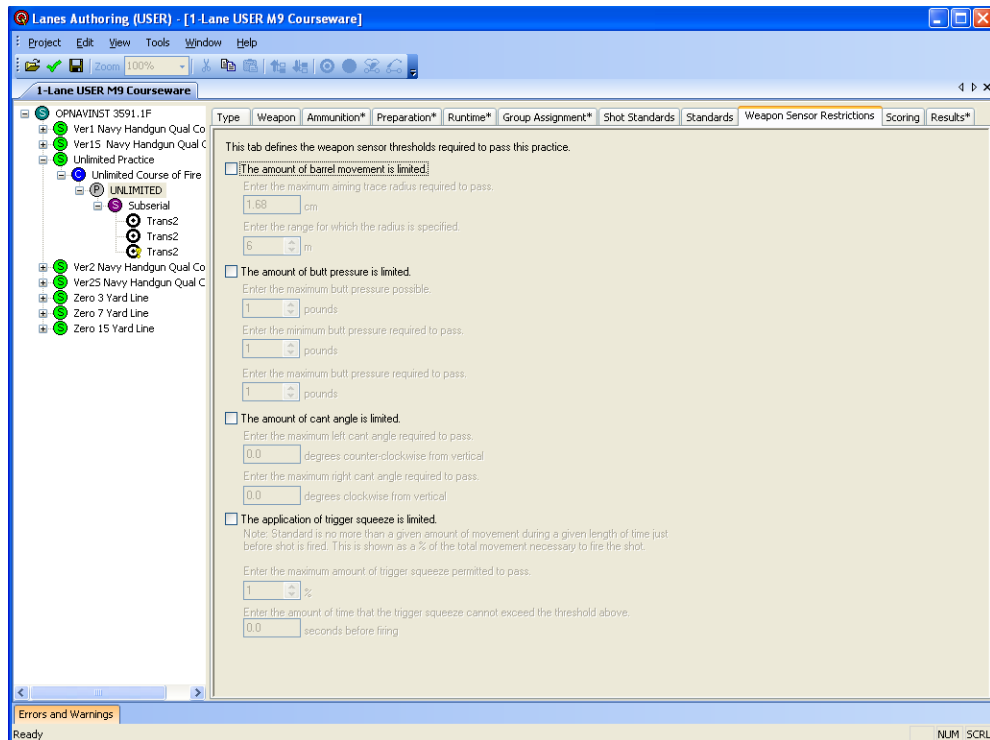 Lanes Authoring (USER) - [1-Lane USER M9 Courseware]
Project Edit View Tools Window Help
Zoom 100%
1-Lane USER M9 Courseware
OPNAVINST 3591.1F
Ver1 Navy Handgun Qual Co
Ver1S Navy Handgun Qual C
Unlimited Practice
Unlimited Course of Fire
UNLIMITED
Subserial
Trans2
Trans2
Trans2
Ver2 Navy Handgun Qual Co
Ver2S Navy Handgun Qual C
Zero 3 Yard Line
Zero 7 Yard Line
Zero 15 Yard Line
Type Weapon Ammunition* Preparation* Runtime* Group Assignment* Shot Standards Standards Weapon Sensor Restrictions Scoring Results*
This tab defines the weapon sensor thresholds required to pass this practice.
The amount of barrel movement is limited.
Enter the maximum aiming trace radius required to pass.
1.68 cm
Enter the range for which the radius is specified.
6 m
The amount of butt pressure is limited.
Enter the maximum butt pressure possible.
1 pounds
Enter the minimum butt pressure required to pass.
1 pounds
Enter the maximum butt pressure required to pass.
1 pounds
The amount of cant angle is limited.
Enter the maximum left cant angle required to pass.
0.0 degrees counter-clockwise from vertical
Enter the maximum right cant angle required to pass.
0.0 degrees clockwise from vertical
The application of trigger squeeze is limited.
Note: Standard is no more than a given amount of movement during a given length of time just
before shot is fired. This is shown as a % of the total movement necessary to fire the shot.
Enter the maximum amount of trigger squeeze permitted to pass.
1 %
Enter the amount of time that the trigger squeeze cannot exceed the threshold above.
0.0 seconds before firing
Errors and Warnings
Ready NUM SCRL